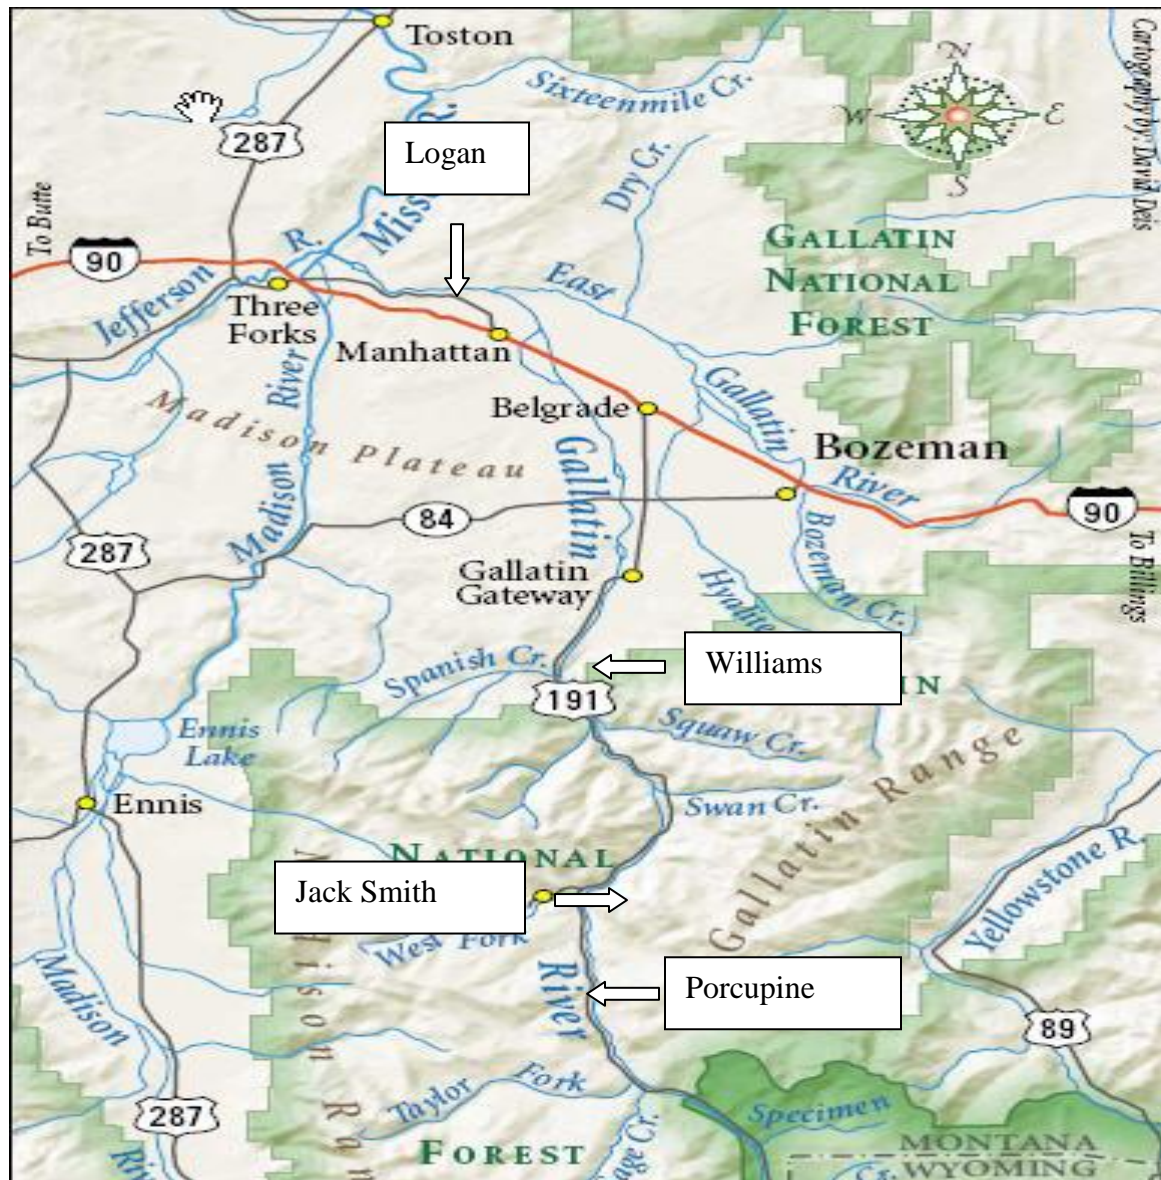 Toston
Cartography by David Deis
Sixteenmile Cr.
N
W
E
S
287
Logan
R.
Miss
Dry Cr.
To Butte
90
Jefferson
R.
East
GALLATIN
NATIONAL
FOREST
Three
Forks
Manhattan
River
Belgrade
Gallatin
Bozeman
River
Madison Plateau
Gallatin
Madison
84
90
To Billings
287
Gallatin
Gateway
Bozeman Cr.
Hyalite
Spanish Cr.
Williams
191
IN
Ennis
Lake
Squaw Cr.
Ennis
Swan Cr.
Gallatin Range
NATIONAL
Jack Smith
West Fork
Yellowstone R.
Madison
River
Porcupine
89
Taylor Fork
287
Specimen
FOREST
MONTANA
WYOMING
Cr.